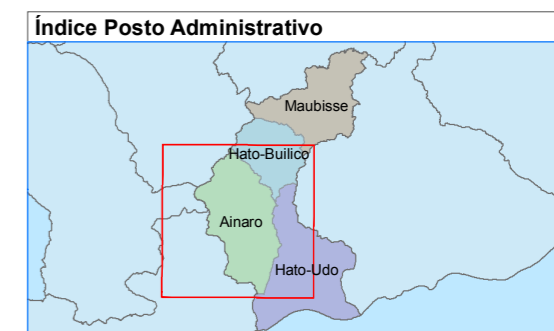 Índice Posto Administrativo
Maubisse
Hato-Builico
Ainaro
Hato-Udo